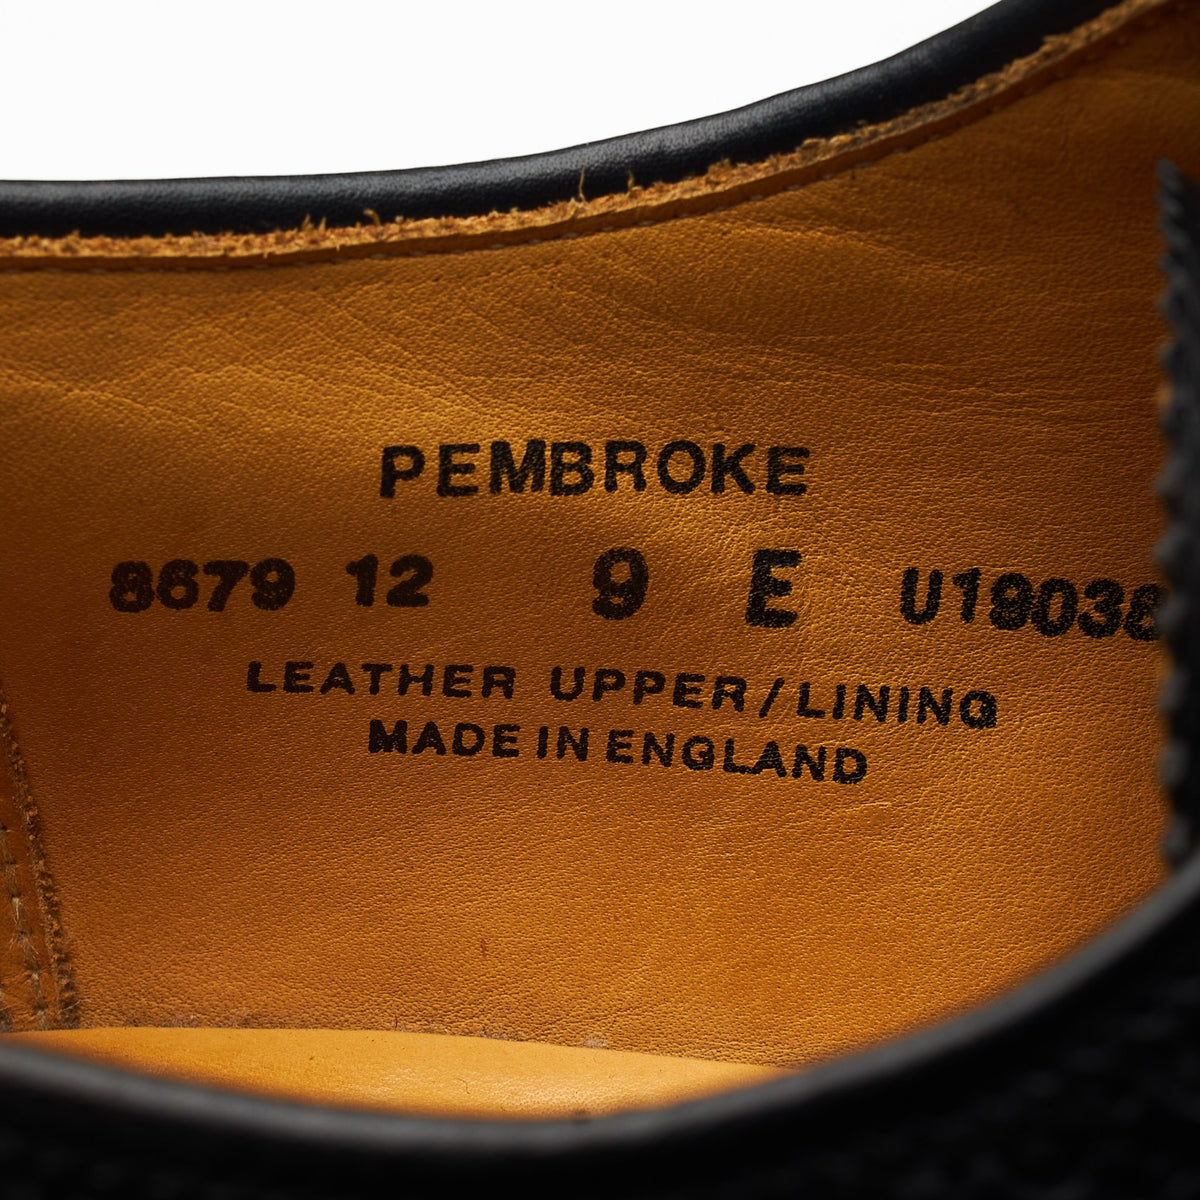 PEMBROKE
8679 12 9 E U19038
LEATHER UPPER/LINING
MADE IN ENGLAND